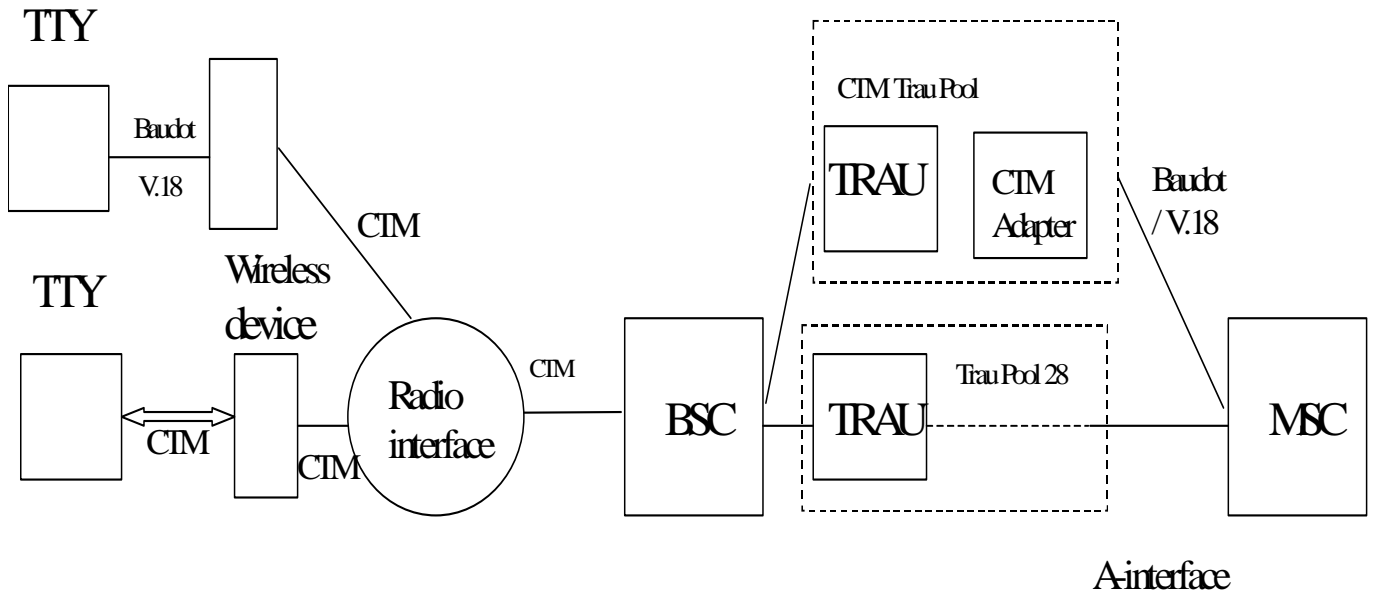 TTY
Baudot
V.18
CTM
Wireless
device
TTY
CTM
CTM
Radio
interface
CTM
BSC
CTM Trau Pool
TRAU
CTM
Adapter
Baudot
/ V.18
Trau Pool 28
TRAU
MSC
A-interface